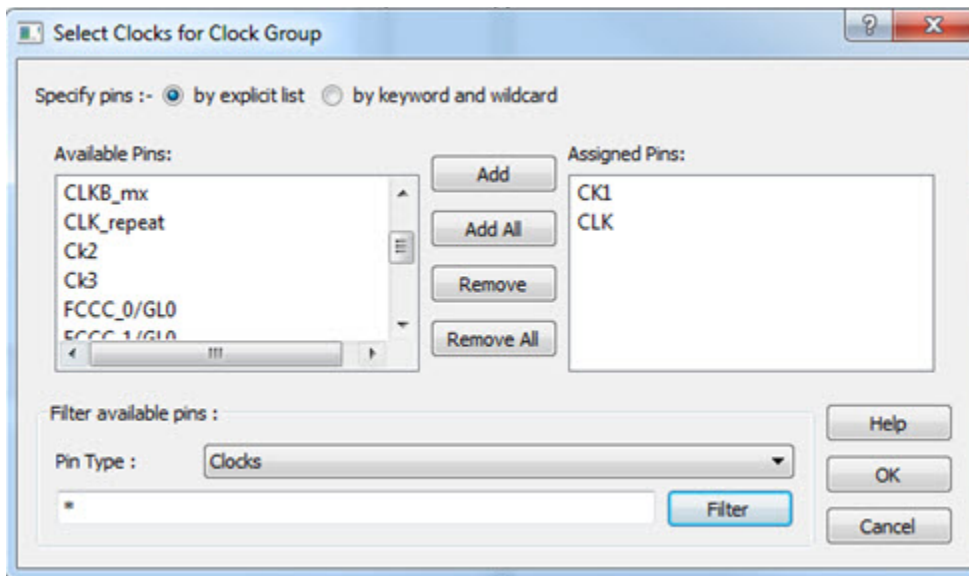 Select Clocks for Clock Group
Specify pins :- by explicit list by keyword and wildcard
Available Pins:
CLKB_mx
CLK_repeat
Ck2
Ck3
FCCC_0/GL0
FCCC_1/GL0
Add
Add All
Remove
Remove All
Assigned Pins:
CK1
CLK
Filter available pins :
Pin Type : Clocks
*
Filter
Help
OK
Cancel